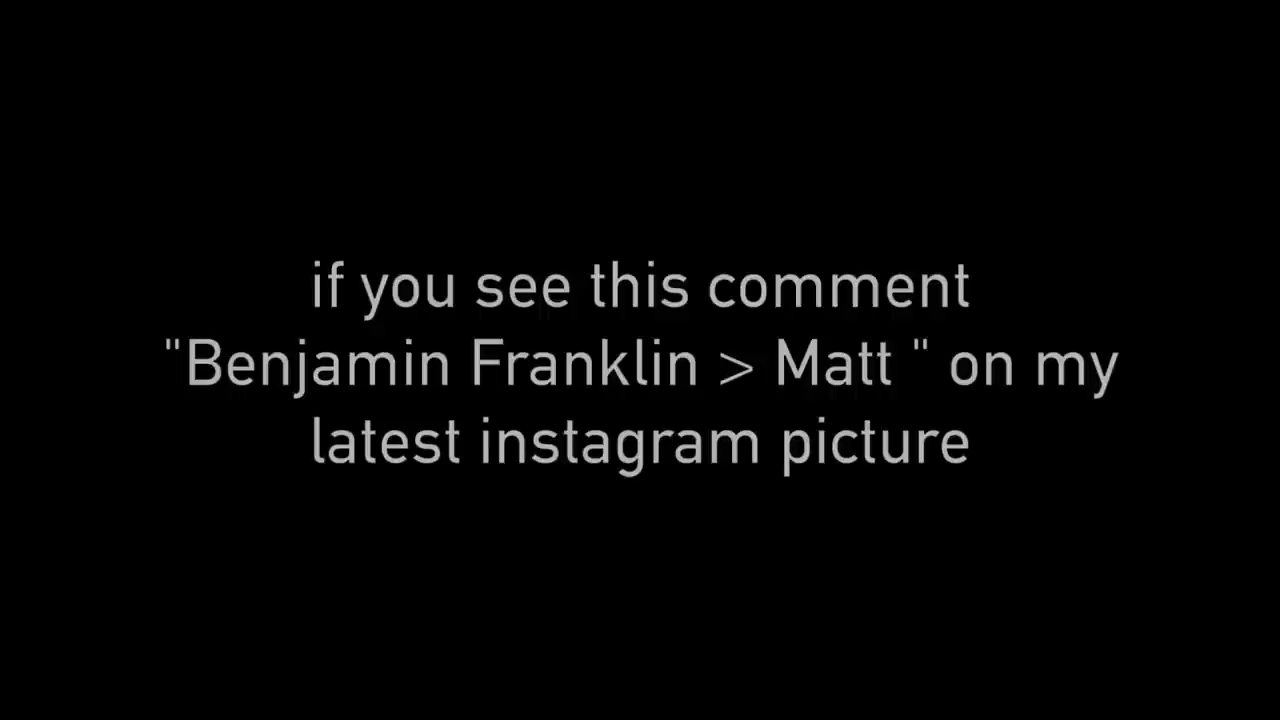 if you see this comment
"Benjamin Franklin > Matt " on my
latest instagram picture